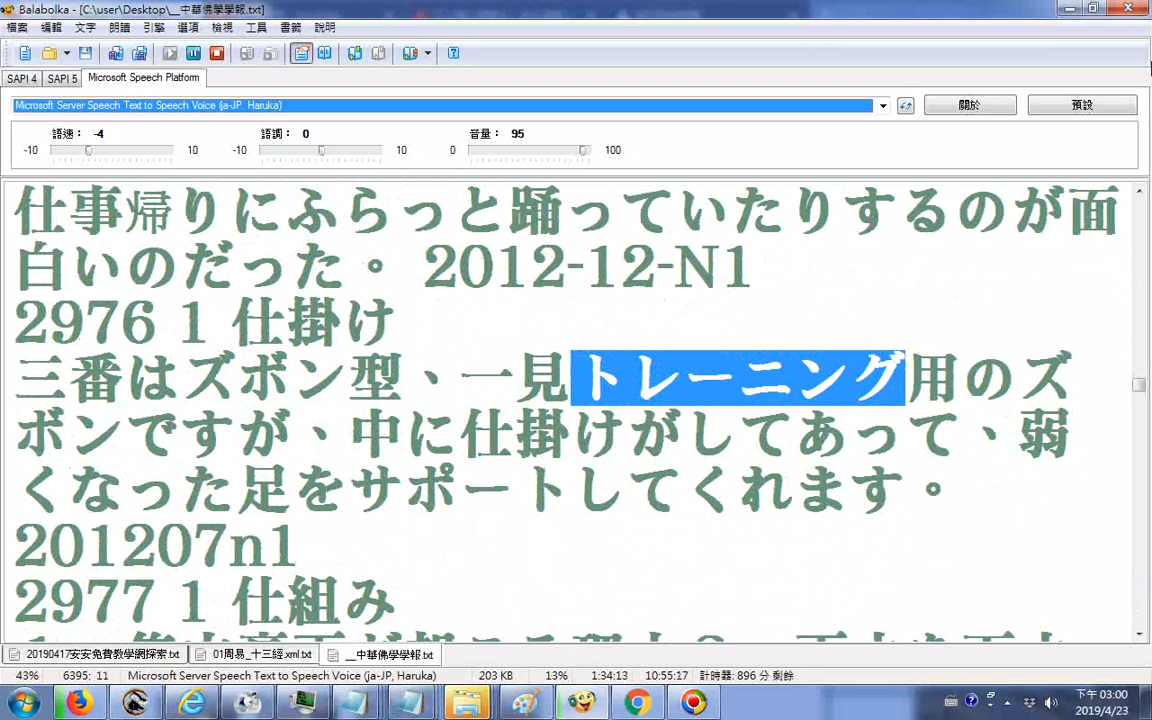 Balabolka - [C:\user\Desktop\__中華佛學學報.txt]
檔案 編輯 文字 朗讀 引擎 選項 檢視 工具 書籤 說明
SAPI 4 SAPI 5 Microsoft Speech Platform
Microsoft Server Speech Text to Speech Voice (ja-JP, Haruka)
關於 預設
語速： -4 語調： 0 音量： 95
-10 10 -10 10 0 100
仕事帰りにふらっと踊っていたりするのが面
白いのだった。 2012-12-N1
2976 1 仕掛け
三番はズボン型、一見トレーニング用のズ
ボンですが、中に仕掛けがしてあって、弱
くなった足をサポートしてくれます。
201207n1
2977 1 仕組み
20190417安安免費教學網探索.txt 01周易_十三經.xml.txt __中華佛學學報.txt
43% 6395: 11 Microsoft Server Speech Text to Speech Voice (ja-JP, Haruka) 203 KB 13% 1:34:13 10:55:17 計時器: 896 分 剩餘
下午 03:00
2019/4/23